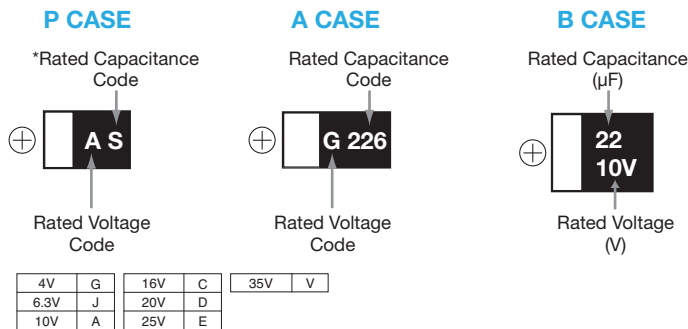 P CASE
A CASE
B CASE
*Rated Capacitance
Code
Rated Capacitance
Code
Rated Capacitance
(µF)
A S
G 226
22
10V
Rated Voltage
Code
Rated Voltage
Code
Rated Voltage
(V)
4V G 16V C 35V V
6.3V J 20V D
10V A 25V E